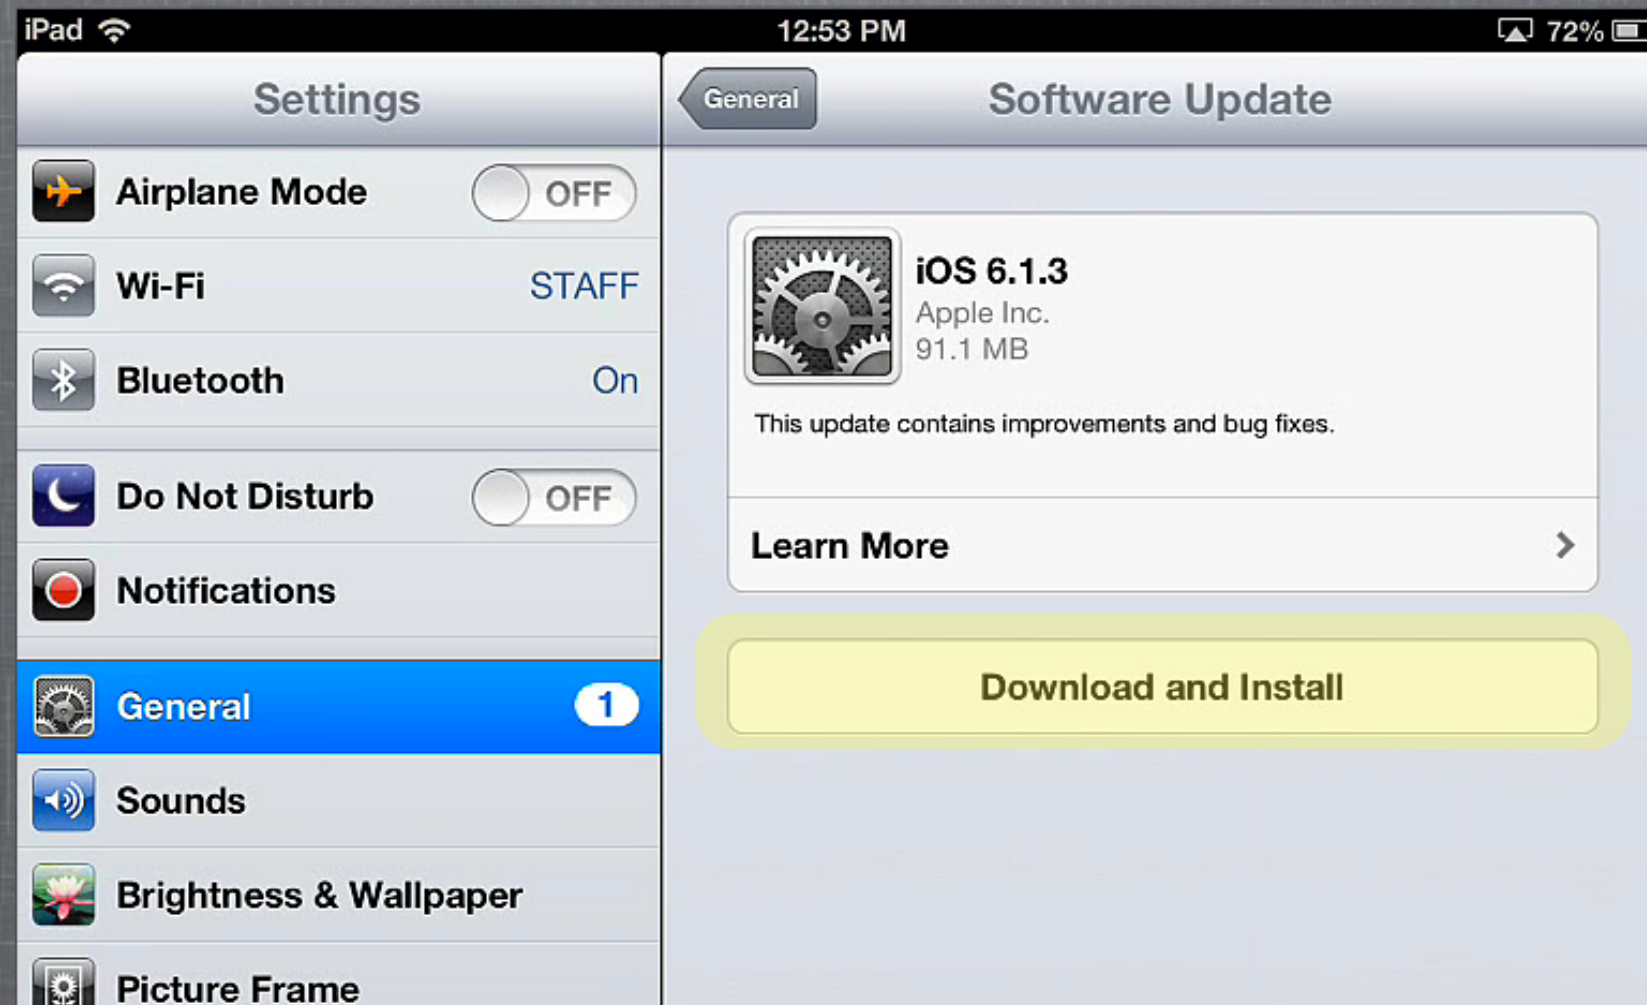 iPad 12:53 PM 72%
Settings
Airplane Mode OFF
Wi-Fi STAFF
Bluetooth On
Do Not Disturb OFF
Notifications
General 1
Sounds
Brightness & Wallpaper
Picture Frame
General Software Update
iOS 6.1.3
Apple Inc.
91.1 MB
This update contains improvements and bug fixes.
Learn More
Download and Install